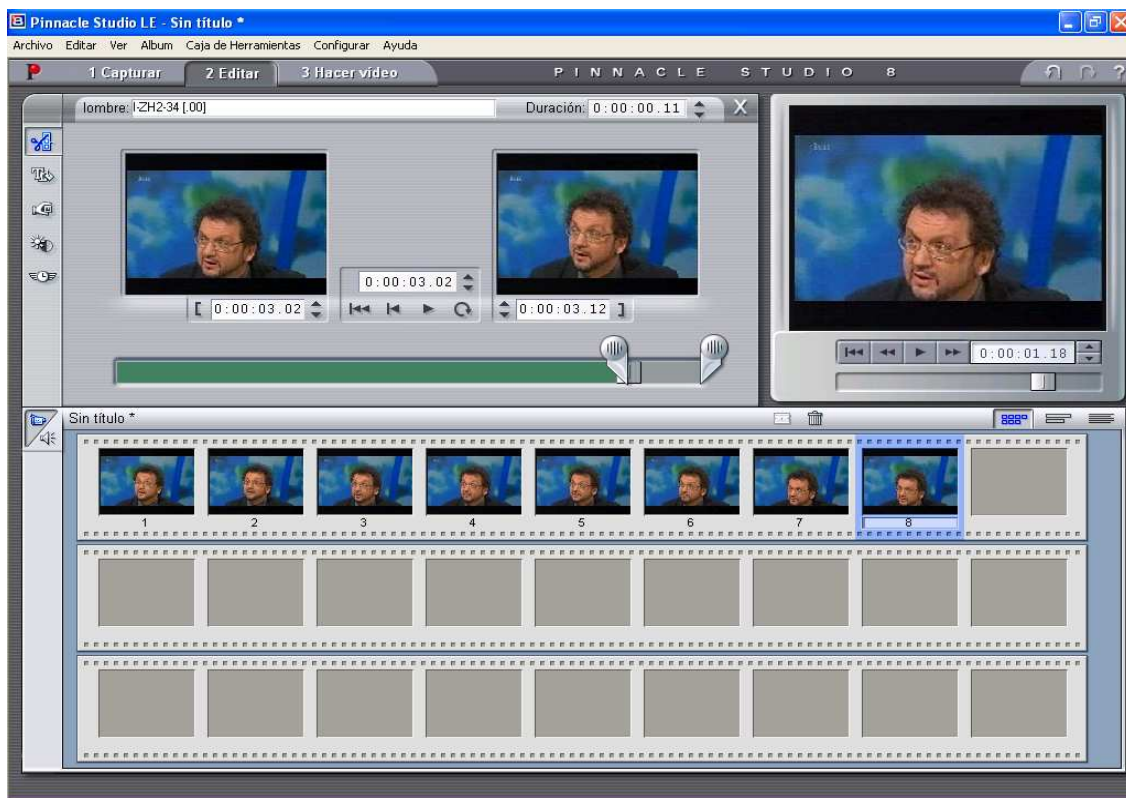 Pinnacle Studio LE - Sin título *
Archivo Editar Ver Album Caja de Herramientas Configurar Ayuda
1 Capturar 2 Editar 3 Hacer vídeo PINNACLE STUDIO 8 ?
lombre: I-ZH2-34 [.00] Duración: 0:00:00.11 X
0:00:03.02
[ 0:00:03.02 0:00:03.12 ]
0:00:01.18
Sin título *
1 2 3 4 5 6 7 8